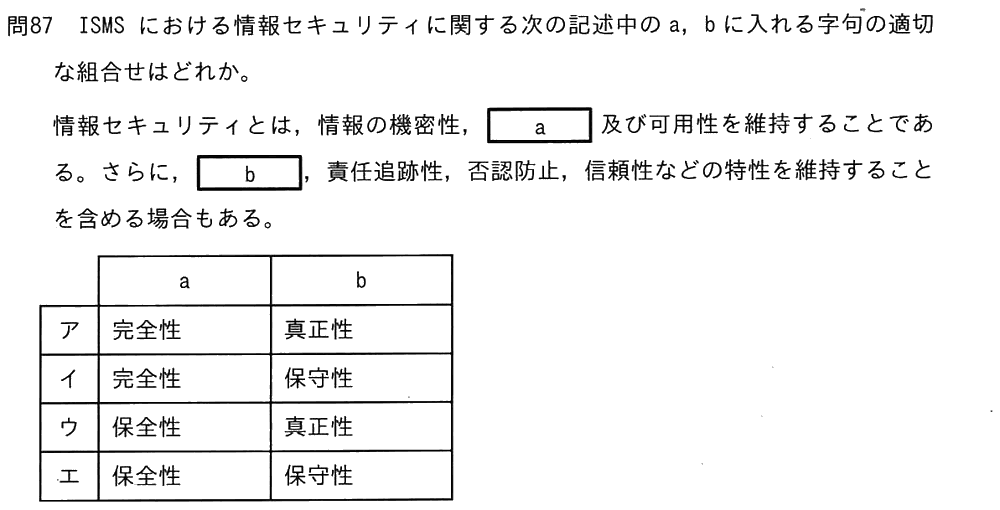 問87 ISMS における情報セキュリティに関する次の記述中の a，b に入れる字句の適切
な組合せはどれか。
情報セキュリティとは，情報の機密性， a 及び可用性を維持することであ
る。さらに， b ，責任追跡性，否認防止，信頼性などの特性を維持すること
を含める場合もある。
a b
ア 完全性 真正性
イ 完全性 保守性
ウ 保全性 真正性
エ 保全性 保守性